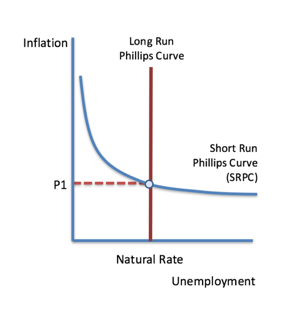 Inflation
Long Run
Phillips Curve
Short Run
Phillips Curve
(SRPC)
P1
Natural Rate
Unemployment